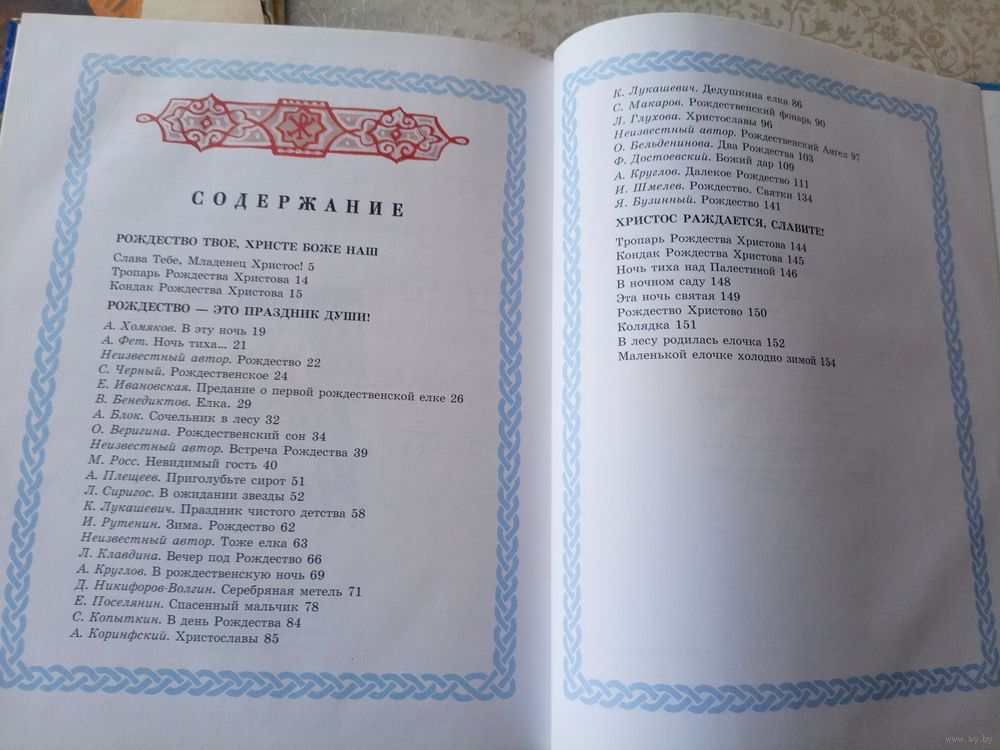 СОДЕРЖАНИЕ
РОЖДЕСТВО ТВОЕ, ХРИСТЕ БОЖЕ НАШ
Слава Тебе, Младенец Христос! 5
Тропарь Рождества Христова 14
Кондак Рождества Христова 15
РОЖДЕСТВО — ЭТО ПРАЗДНИК ДУШИ!
А. Хомяков. В эту ночь 19
А. Фет. Ночь тиха... 21
Неизвестный автор. Рождество 22
С. Черный. Рождественское 24
Е. Ивановская. Предание о первой рождественской елке 26
В. Бенедиктов. Елка. 29
А. Блок. Сочельник в лесу 32
О. Веригина. Рождественский сон 34
Неизвестный автор. Встреча Рождества 39
М. Росс. Невидимый гость 40
А. Плещеев. Приголубьте сирот 51
Л. Сиригос. В ожидании звезды 52
К. Лукашевич. Праздник чистого детства 58
И. Рутенин. Зима. Рождество 62
Неизвестный автор. Тоже елка 63
Л. Клавдина. Вечер под Рождество 66
А. Круглов. В рождественскую ночь 69
Д. Никифоров-Волгин. Серебряная метель 71
Е. Поселянин. Спасенный мальчик 78
С. Копыткин. В день Рождества 84
А. Коринфский. Христославы 85
К. Лукашевич. Дедушкина елка 86
С. Макаров. Рождественский фонарь 90
Л. Глухова. Христославы 96
Неизвестный автор. Рождественский Ангел 97
О. Бельденинова. Два Рождества 103
Ф. Достоевский. Божий дар 109
А. Круглов. Далекое Рождество 111
И. Шмелев. Рождество. Святки 134
Я. Бузинный. Рождество 141
ХРИСТОС РАЖДАЕТСЯ, СЛАВИТЕ!
Тропарь Рождества Христова 144
Кондак Рождества Христова 145
Ночь тиха над Палестиной 146
В ночном саду 148
Эта ночь святая 149
Рождество Христово 150
Колядка 151
В лесу родилась елочка 152
Маленькой елочке холодно зимой 154
www.ay.by